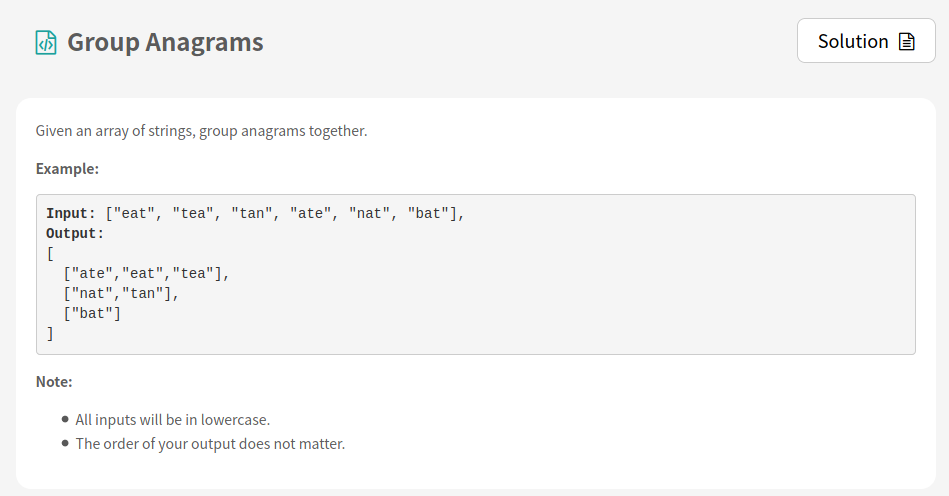 Group Anagrams
Solution
Given an array of strings, group anagrams together.
Example:
Input: ["eat", "tea", "tan", "ate", "nat", "bat"],
Output:
[
  ["ate","eat","tea"],
  ["nat","tan"],
  ["bat"]
]
Note:
All inputs will be in lowercase.
The order of your output does not matter.